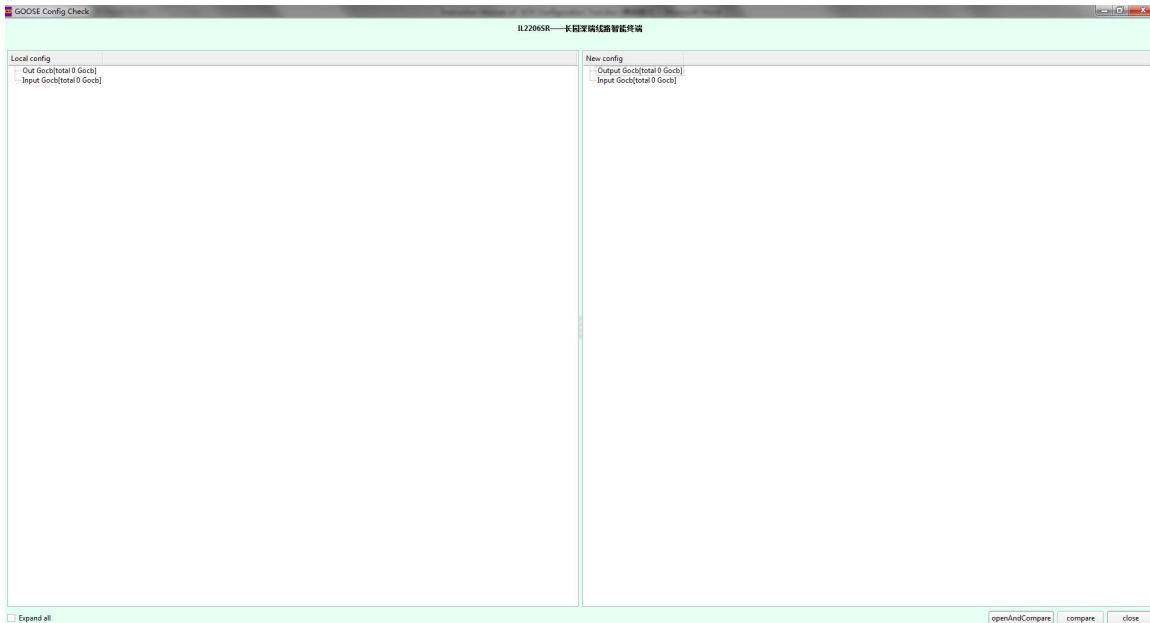 GOOSE Config Check
IL2206SR——长园深瑞线路智能终端
Local config
Out Gocb[total 0 Gocb]
Input Gocb[total 0 Gocb]
New config
Output Gocb[total 0 Gocb]
Input Gocb[total 0 Gocb]
Expand all
openAndCompare
compare
close